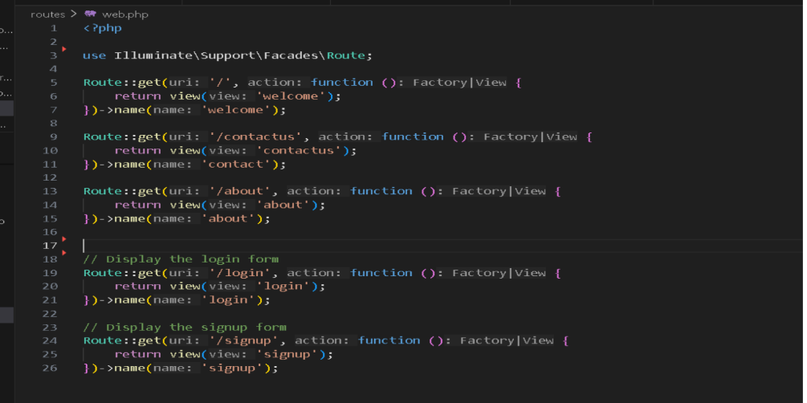 routes > web.php
1 <?php
2
3 use Illuminate\Support\Facades\Route;
4
5 Route::get(uri: '/', action: function (): Factory|View {
6 return view(view: 'welcome');
7 })->name(name: 'welcome');
8
9 Route::get(uri: '/contactus', action: function (): Factory|View {
10 return view(view: 'contactus');
11 })->name(name: 'contact');
12
13 Route::get(uri: '/about', action: function (): Factory|View {
14 return view(view: 'about');
15 })->name(name: 'about');
16
17
18 // Display the login form
19 Route::get(uri: '/login', action: function (): Factory|View {
20 return view(view: 'login');
21 })->name(name: 'login');
22
23 // Display the signup form
24 Route::get(uri: '/signup', action: function (): Factory|View {
25 return view(view: 'signup');
26 })->name(name: 'signup');